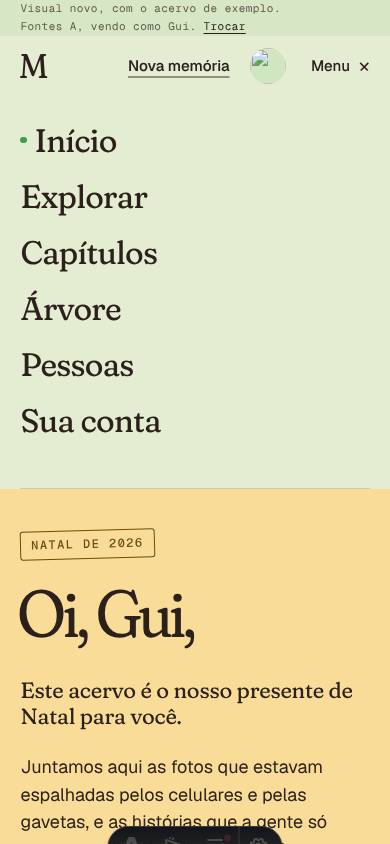 Visual novo, com o acervo de exemplo.
Fontes A, vendo como Gui. Trocar
M
Nova memória
Menu ×
Início
Explorar
Capítulos
Árvore
Pessoas
Sua conta
NATAL DE 2026
Oi, Gui,
Este acervo é o nosso presente de
Natal para você.
Juntamos aqui as fotos que estavam
espalhadas pelos celulares e pelas
gavetas, e as histórias que a gente só